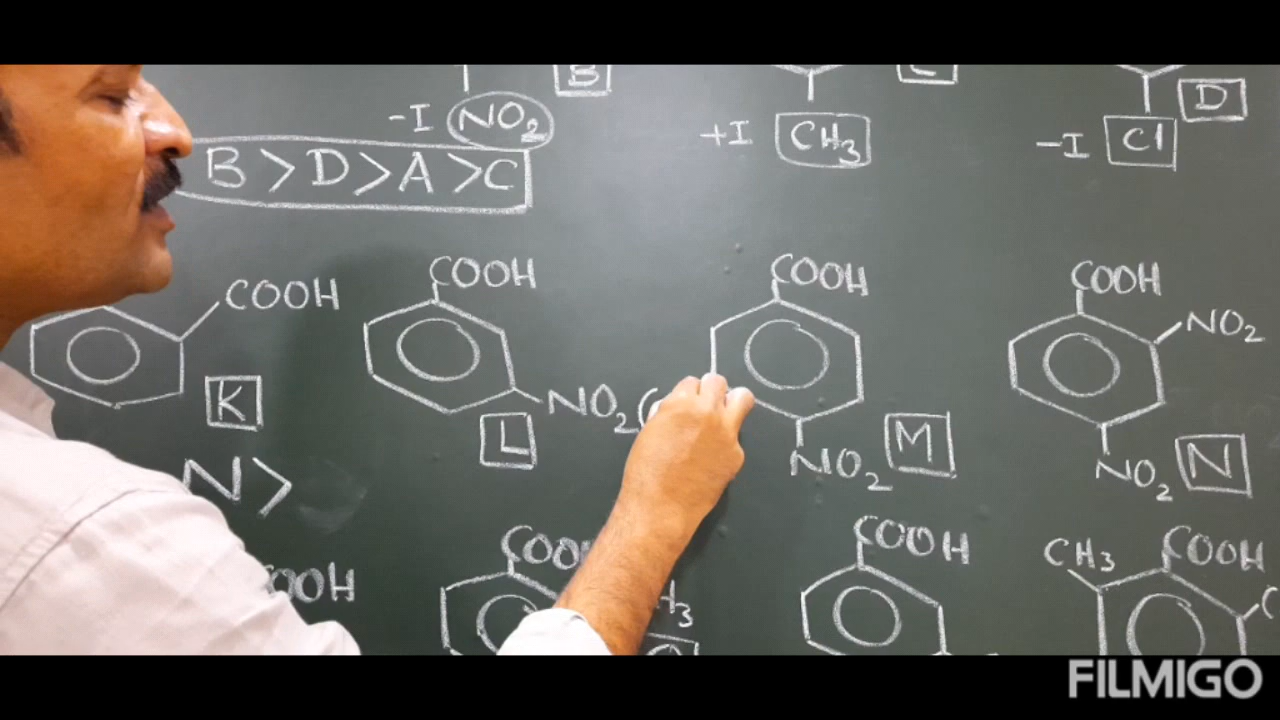 B C D
-I NO2 +I CH3 -I Cl
B > D > A > C
COOH COOH COOH COOH
NO2
K NO2 L NO2 M NO2 N
N >
COOH COOH CH3 COOH
FILMIGO